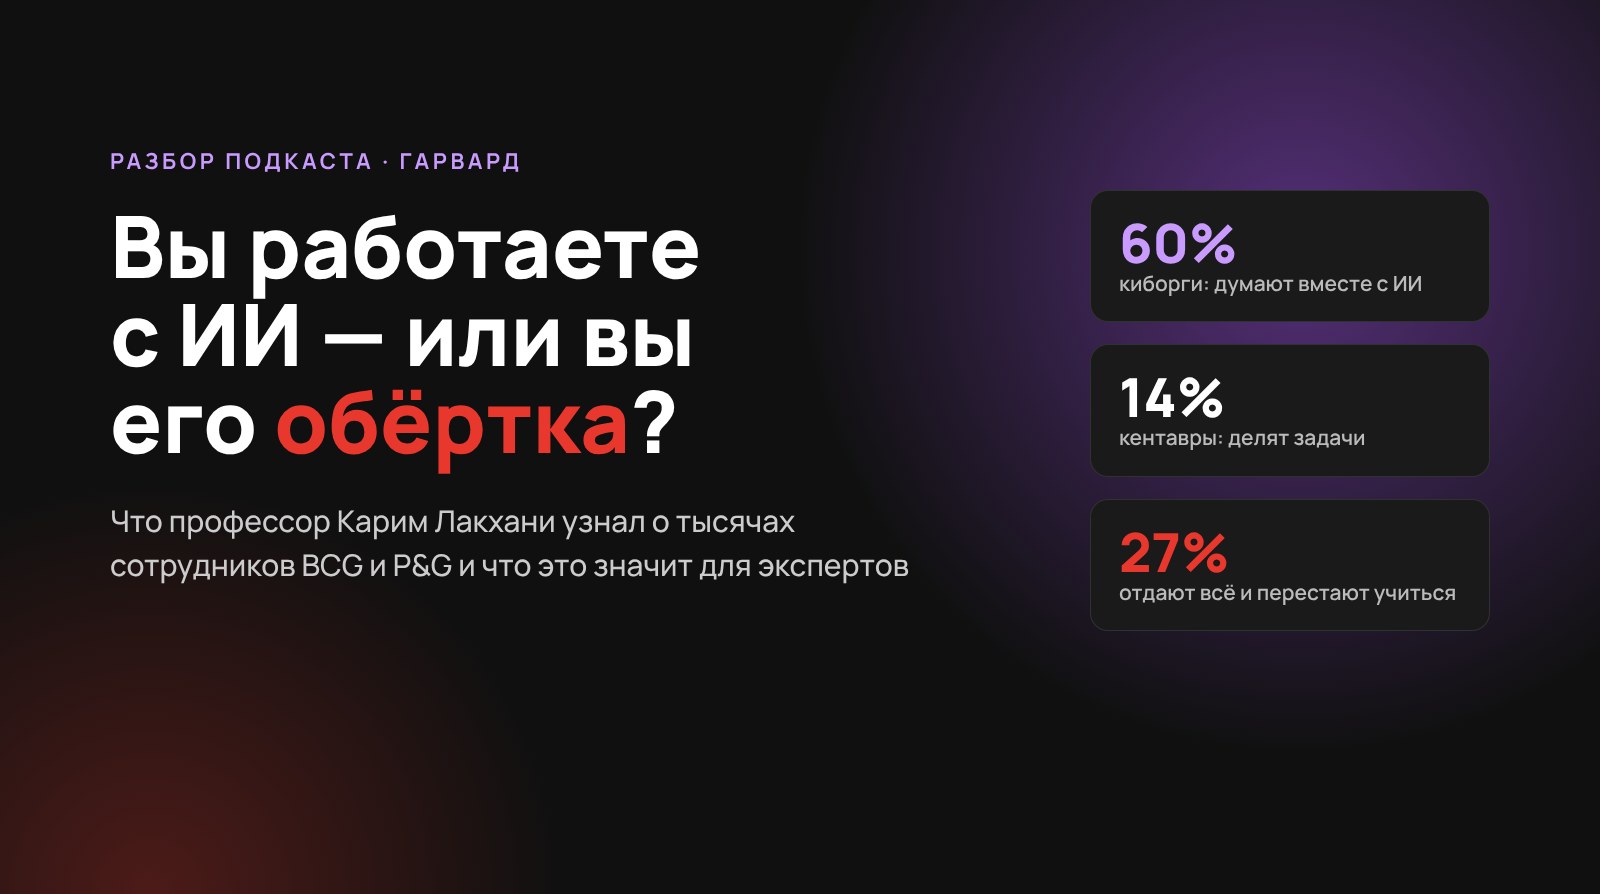 РАЗБОР ПОДКАСТА · ГАРВАРД
Вы работаете
с ИИ — или вы
его обёртка?
Что профессор Карим Лакхани узнал о тысячах
сотрудников BCG и P&G и что это значит для экспертов
60%
киборги: думают вместе с ИИ
14%
кентавры: делят задачи
27%
отдают всё и перестают учиться